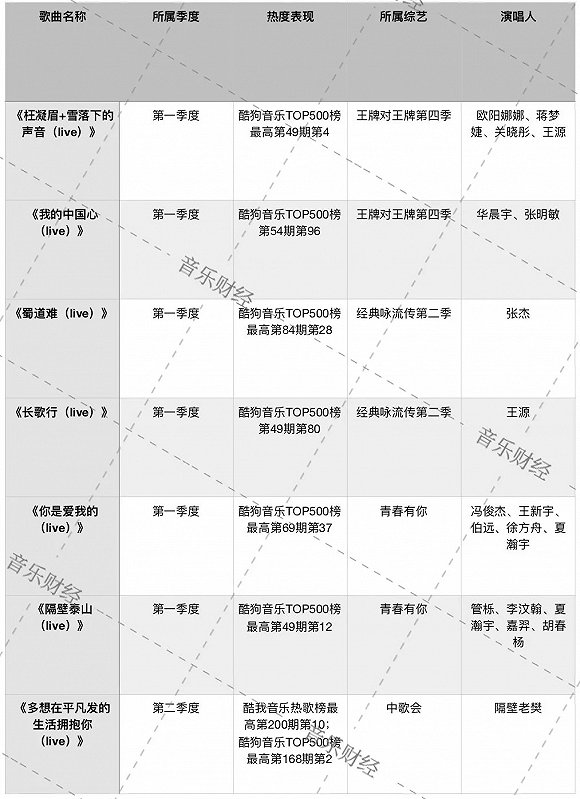 歌曲名称
所属季度
热度表现
所属综艺
演唱人
《枉凝眉+雪落下的
声音（live）》
第一季度
酷狗音乐TOP500榜
最高第49期第4
王牌对王牌第四季
欧阳娜娜、蒋梦
婕、关晓彤、王源
《我的中国心
（live）》
第一季度
酷狗音乐TOP500榜
第54期第96
王牌对王牌第四季
华晨宇、张明敏
《蜀道难（live）》
第一季度
酷狗音乐TOP500榜
最高第84期第28
经典咏流传第二季
张杰
《长歌行（live）》
第一季度
酷狗音乐TOP500榜
第49期第80
经典咏流传第二季
王源
《你是爱我的
（live）》
第一季度
酷狗音乐TOP500榜
最高第69期第37
青春有你
冯俊杰、王新宇、
伯远、徐方舟、夏
瀚宇
《隔壁泰山
（live）》
第一季度
酷狗音乐TOP500榜
最高第49期第12
青春有你
管栎、李汶翰、夏
瀚宇、嘉羿、胡春
杨
《多想在平凡发的
生活拥抱你
（live）》
第二季度
酷我音乐热歌榜最
高第200期第10；
酷狗音乐TOP500榜
最高第168期第2
中歌会
隔壁老樊
音乐财经
音乐财经
音乐财经
音乐财经